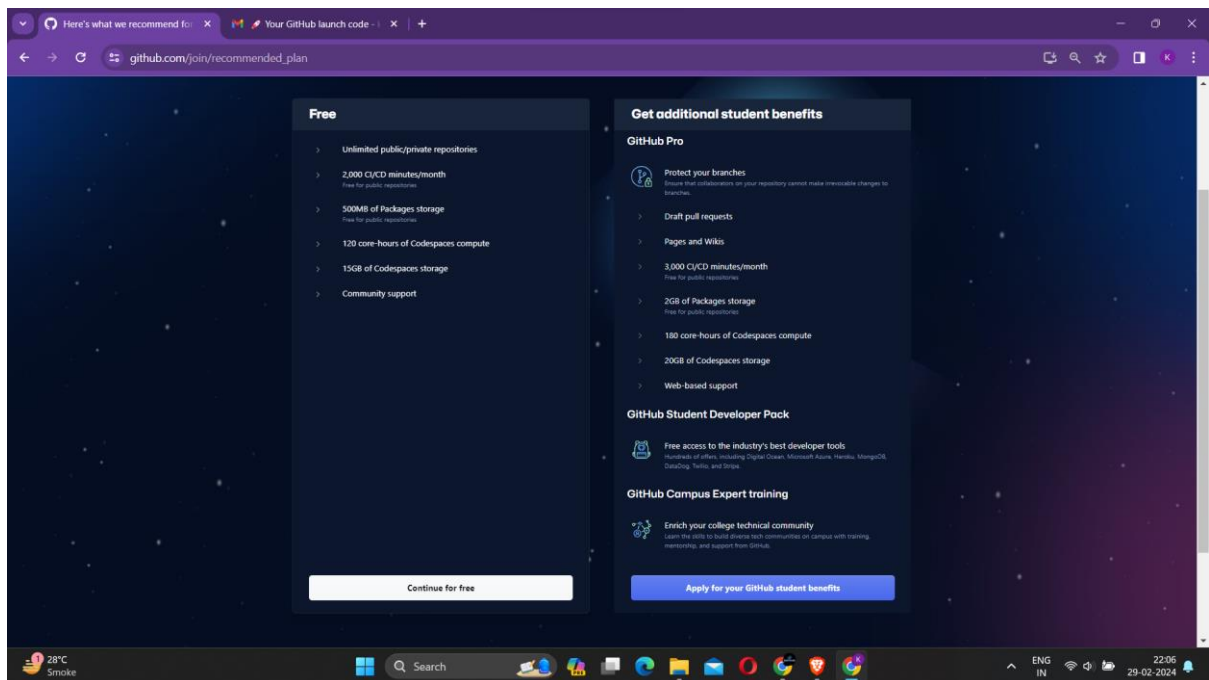 Here's what we recommend for
Your GitHub launch code -
github.com/join/recommended_plan
K
Free
Unlimited public/private repositories
2,000 CI/CD minutes/month
Free for public repositories
500MB of Packages storage
Free for public repositories
120 core-hours of Codespaces compute
15GB of Codespaces storage
Community support
Continue for free
Get additional student benefits
GitHub Pro
Protect your branches
Ensure that collaborators on your repository cannot make irrevocable changes to
branches.
Draft pull requests
Pages and Wikis
3,000 CI/CD minutes/month
Free for public repositories
2GB of Packages storage
Free for public repositories
180 core-hours of Codespaces compute
20GB of Codespaces storage
Web-based support
GitHub Student Developer Pack
Free access to the industry's best developer tools
Hundreds of offers, including Digital Ocean, Microsoft Azure, Heroku, MongoDB,
DataDog, Twilio, and Stripe.
GitHub Campus Expert training
Enrich your college technical community
Learn the skills to build diverse tech communities on campus with training,
mentorship, and support from GitHub.
Apply for your GitHub student benefits
1
28°C
Smoke
Search
K
ENG
IN
22:06
29-02-2024